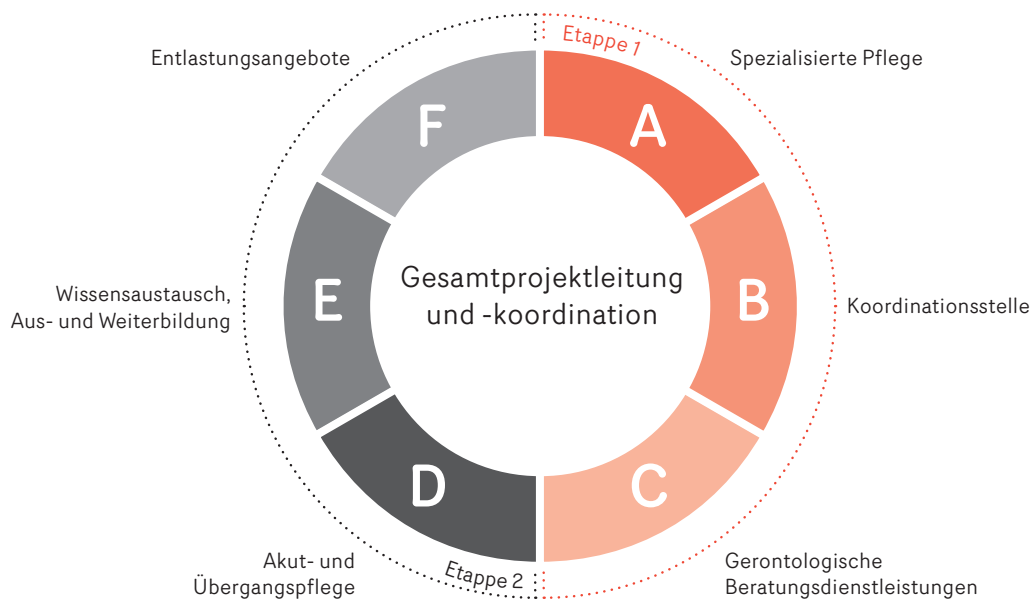 Etappe 1
Entlastungsangebote
Spezialisierte Pflege
F
A
Gesamtprojektleitung
und -koordination
Wissensaustausch,
Aus- und Weiterbildung
E
B
Koordinationsstelle
D
C
Akut- und
Übergangspflege
Etappe 2
Gerontologische
Beratungsdienstleistungen